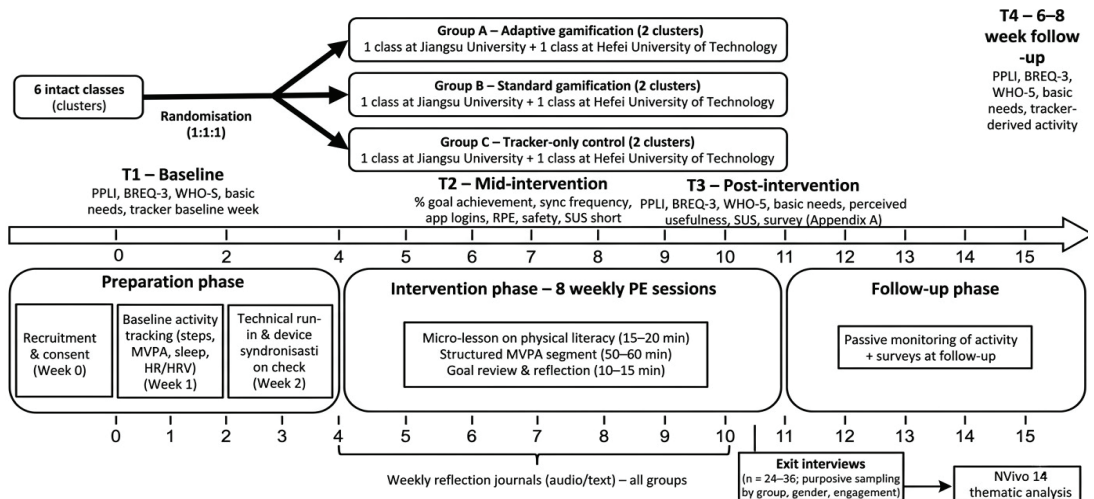 Group A – Adaptive gamification (2 clusters)
1 class at Jiangsu University + 1 class at Hefei University of Technology
T4 – 6–8
week follow
-up
PPLI, BREQ-3,
WHO-5, basic
needs, tracker-
derived activity
6 intact classes
(clusters)
Randomisation
(1:1:1)
Group B – Standard gamification (2 clusters)
1 class at Jiangsu University + 1 class at Hefei University of Technology
Group C – Tracker-only control (2 clusters)
1 class at Jiangsu University + 1 class at Hefei University of Technology
T1 – Baseline
PPLI, BREQ-3, WHO-S, basic
needs, tracker baseline week
T2 – Mid-intervention
% goal achievement, sync frequency,
app logins, RPE, safety, SUS short
T3 – Post-intervention
PPLI, BREQ-3, WHO-5, basic needs, perceived
usefulness, SUS, survey (Appendix A)
0 2 4 5 6 7 8 9 10 11 12 13 14 15
Preparation phase
Recruitment
& consent
(Week 0)
Baseline activity
tracking (steps,
MVPA, sleep,
HR/HRV)
(Week 1)
Technical run-
in & device
syndronisasti
on check
(Week 2)
Intervention phase – 8 weekly PE sessions
Micro-lesson on physical literacy (15–20 min)
Structured MVPA segment (50–60 min)
Goal review & reflection (10–15 min)
Follow-up phase
Passive monitoring of activity
+ surveys at follow-up
0 1 2 3 4 5 6 7 8 9 10 11 12 13 14 15
Weekly reflection journals (audio/text) – all groups
Exit interviews
(n = 24–36; purposive sampling
by group, gender, engagement)
NVivo 14
thematic analysis